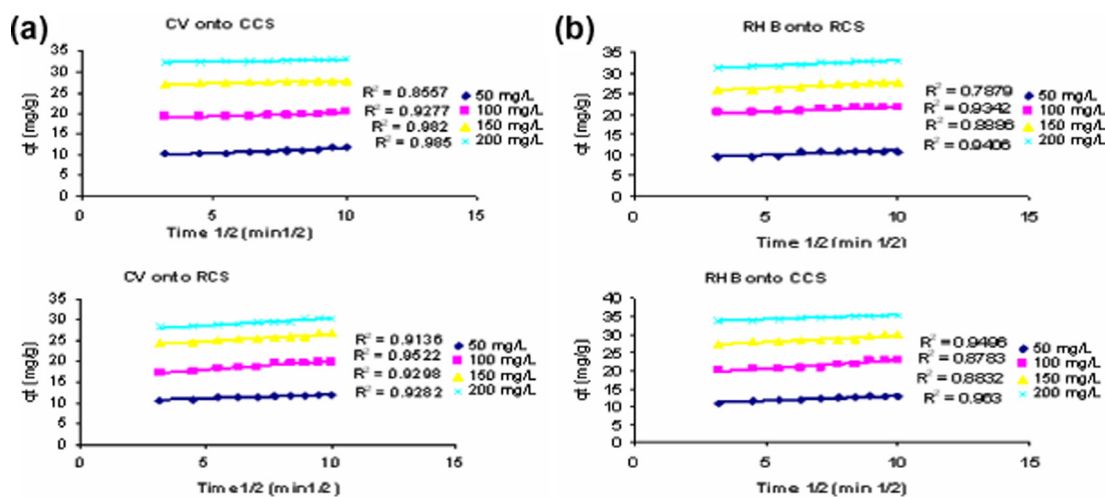 (a)
CV onto CCS
qt (mg/g)
35
30
25
20
15
10
5
0
R² = 0.8557
R² = 0.9277
R² = 0.982
R² = 0.985
50 mg/L
100 mg/L
150 mg/L
200 mg/L
0 5 10 15
Time 1/2 (min1/2)
CV onto RCS
qt (mg/g)
35
30
25
20
15
10
5
0
R² = 0.9136
R² = 0.9522
R² = 0.9298
R² = 0.9282
50 mg/L
100 mg/L
150 mg/L
200 mg/L
0 5 10 15
Time1/2 (min1/2)
(b)
RH B onto RCS
qt (mg/g)
35
30
25
20
15
10
5
0
R² = 0.7879
R² = 0.9342
R² = 0.8886
R² = 0.9406
50 mg/L
100 mg/L
150 mg/L
200 mg/L
0 5 10 15
Time 1/2 (min 1/2)
RHB onto CCS
qt (mg/g)
40
35
30
25
20
15
10
5
0
R² = 0.9496
R² = 0.8783
R² = 0.8832
R² = 0.963
50 mg/L
100 mg/L
150 mg/L
200 mg/L
0 5 10 15
Time 1/2 (min 1/2)